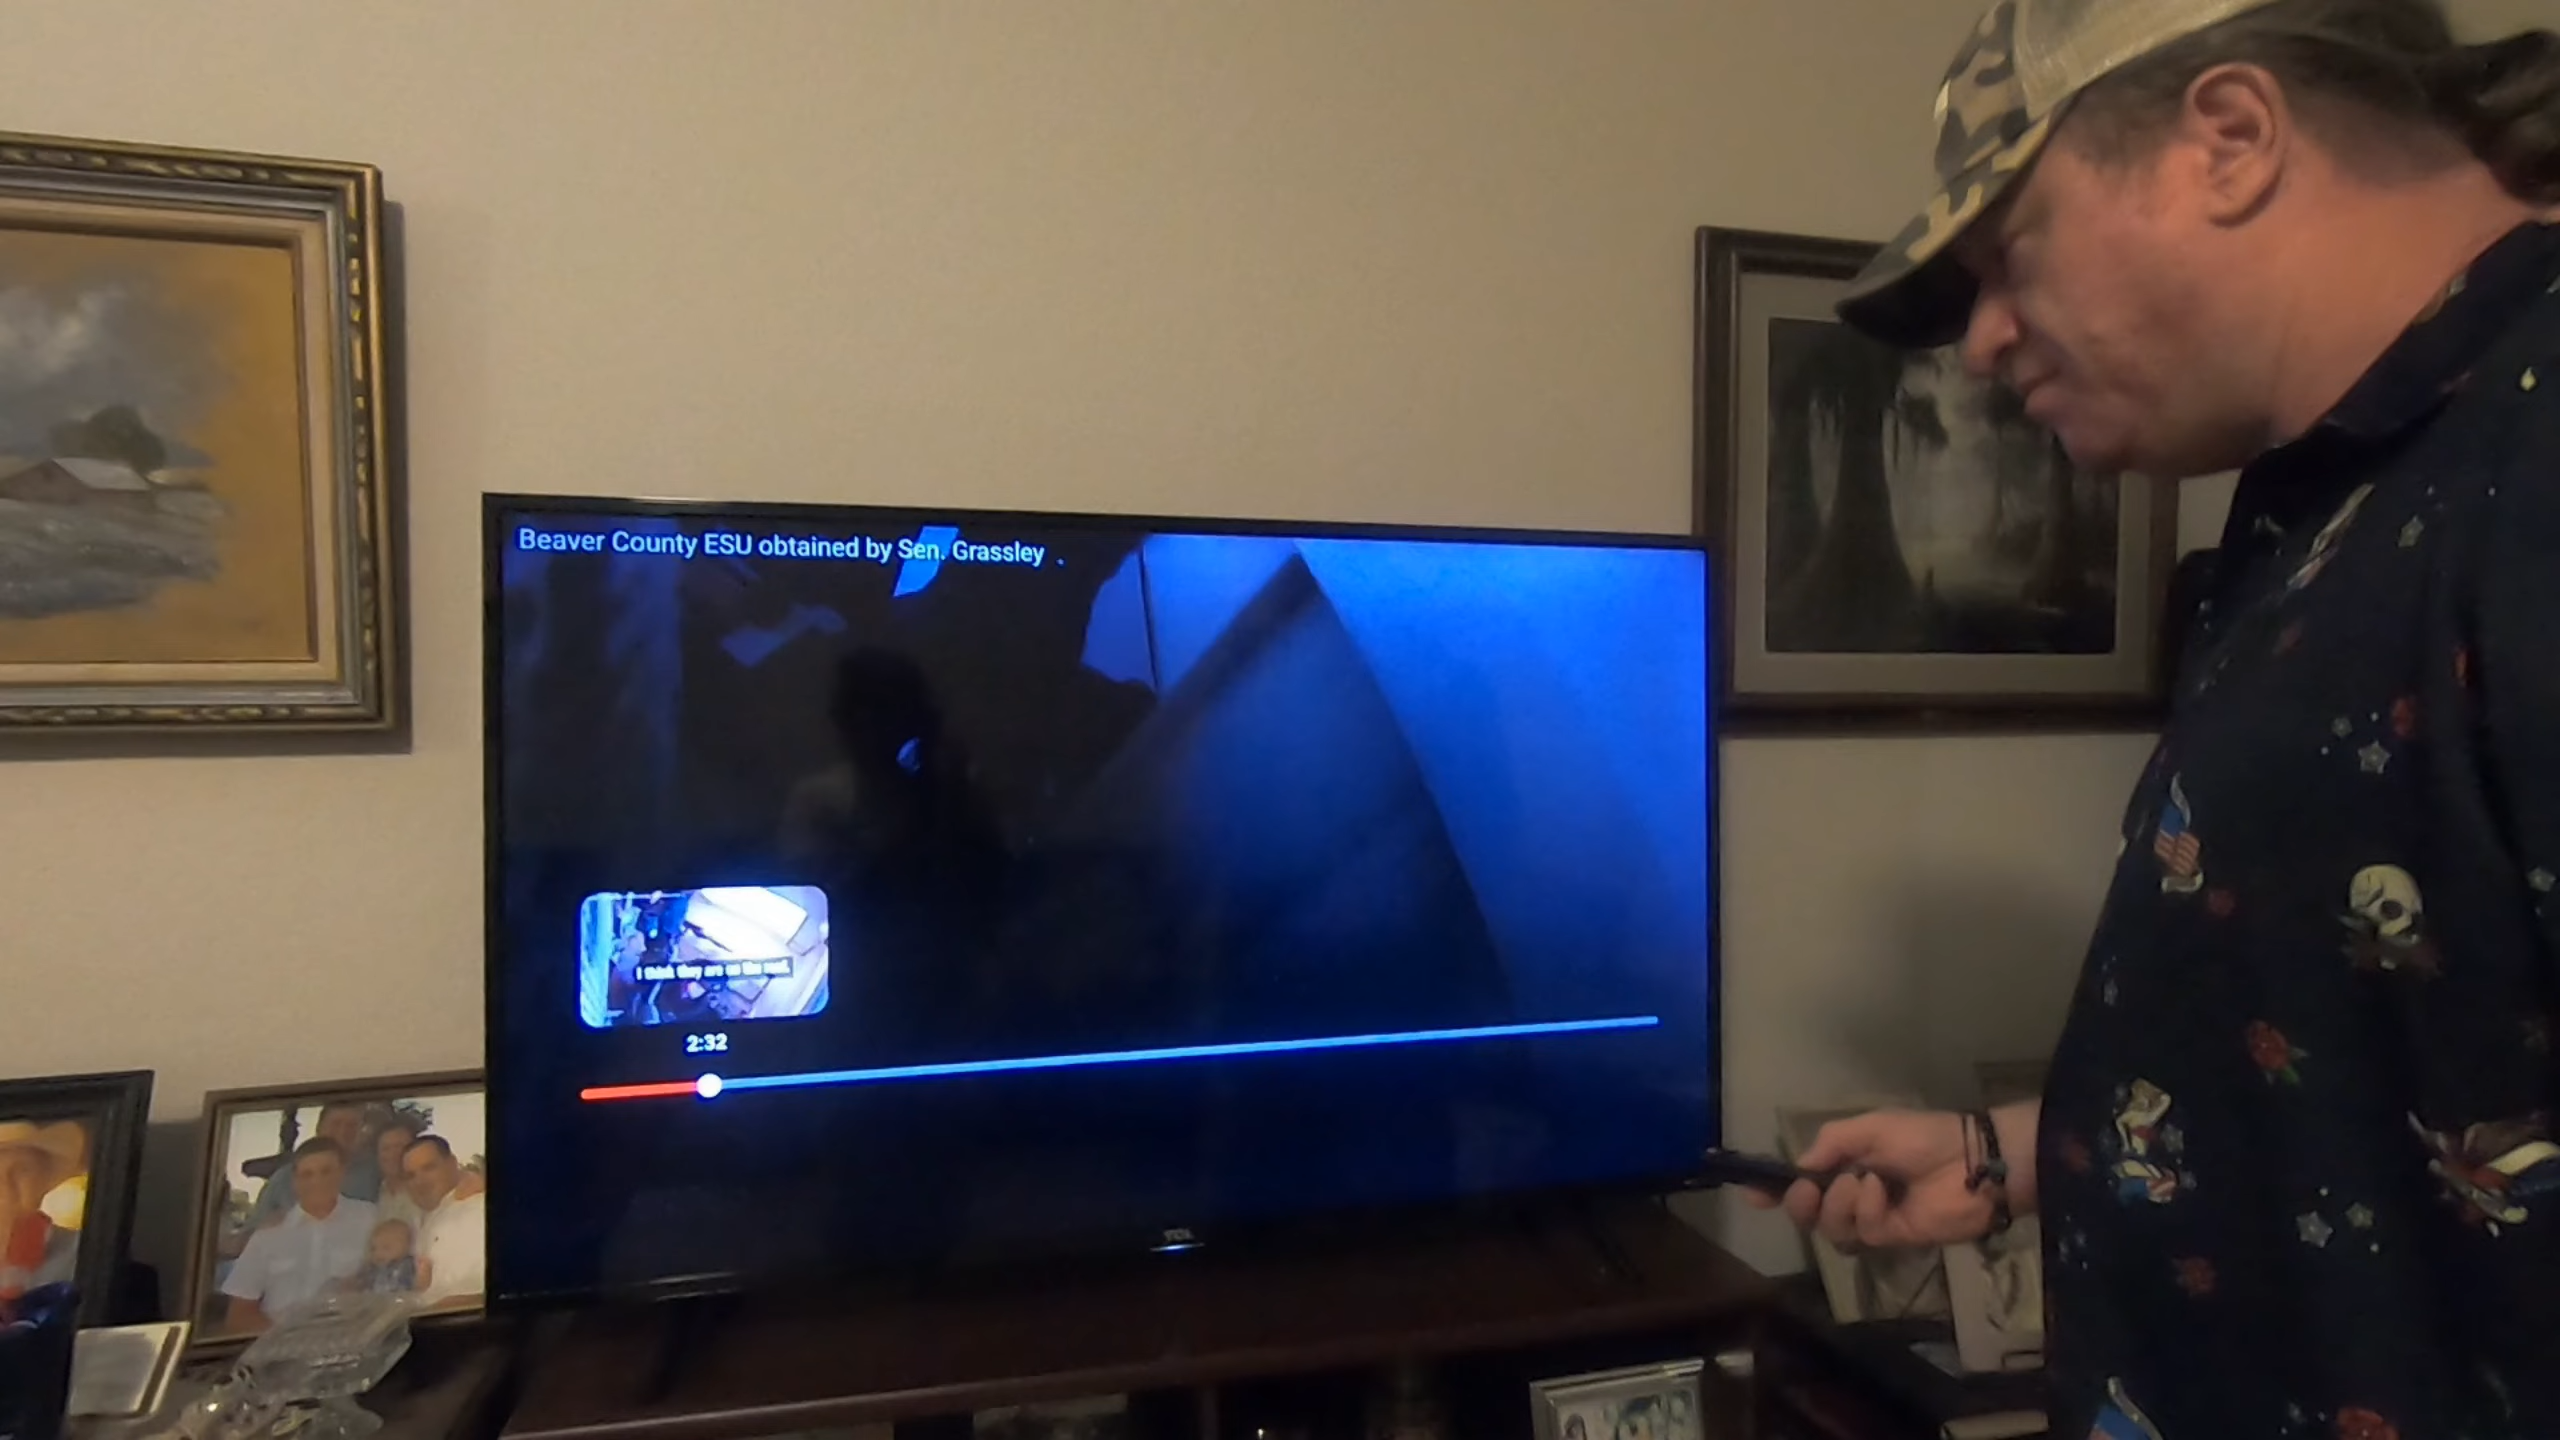 Beaver County ESU obtained by Sen. Grassley .
I think they are on the roof.
2:32